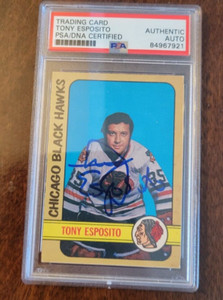 TRADING CARD
TONY ESPOSITO
PSA/DNA CERTIFIED
AUTHENTIC
AUTO
PSA
84967921
CHICAGO BLACK HAWKS
TONY ESPOSITO